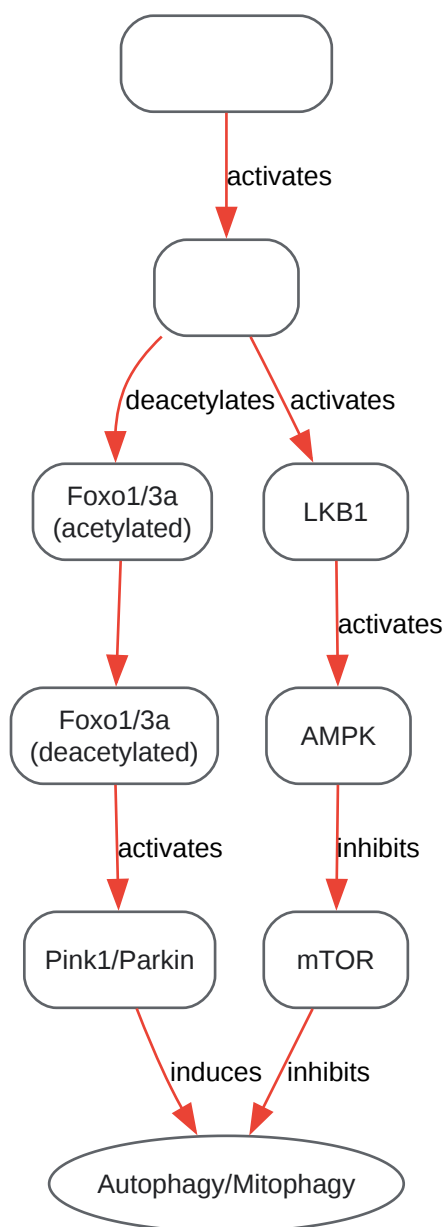 activates
deacetylates
activates
Foxo1/3a
(acetylated)
LKB1
activates
Foxo1/3a
(deacetylated)
AMPK
activates
inhibits
Pink1/Parkin
mTOR
induces
inhibits
Autophagy/Mitophagy